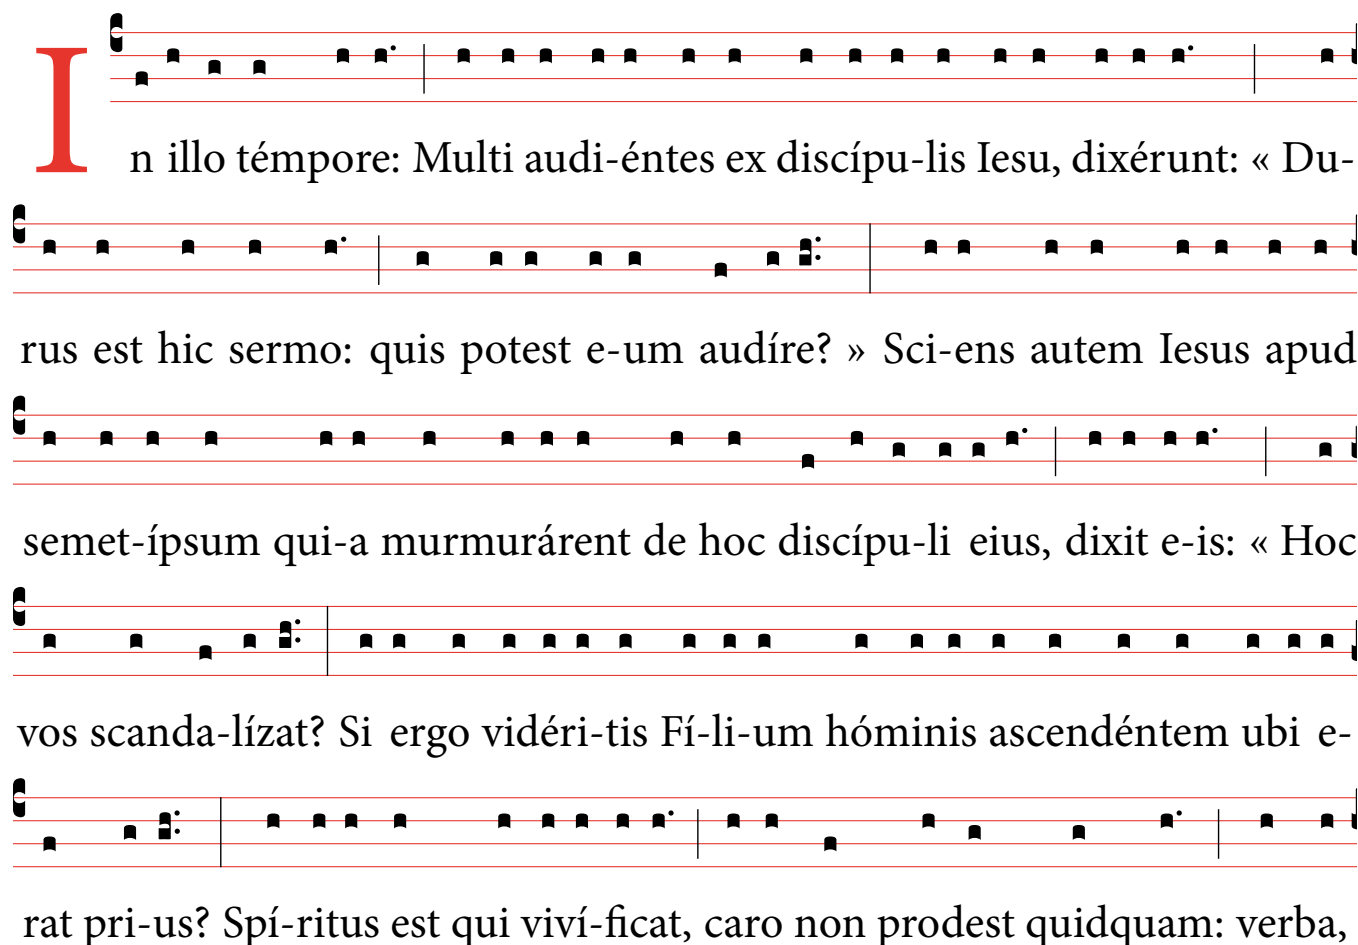 In illo témpore: Multi audi-éntes ex discípu-lis Iesu, dixérunt: « Du-
rus est hic sermo: quis potest e-um audíre? » Sci-ens autem Iesus apud
semet-ípsum qui-a murmurárent de hoc discípu-li eius, dixit e-is: « Hoc
vos scanda-lízat? Si ergo vidéri-tis Fí-li-um hóminis ascendéntem ubi e-
rat pri-us? Spí-ritus est qui viví-ficat, caro non prodest quidquam: verba,